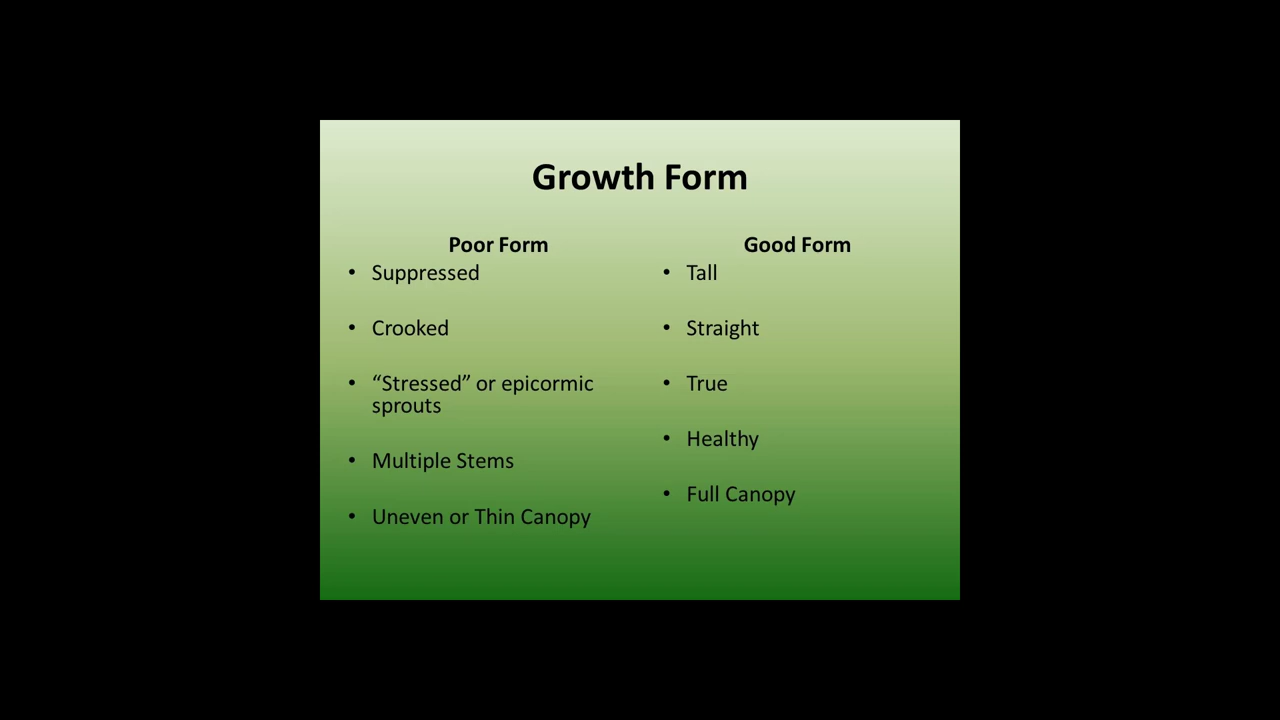 Growth Form
Poor Form
• Suppressed
• Crooked
• “Stressed” or epicormic
sprouts
• Multiple Stems
• Uneven or Thin Canopy
Good Form
• Tall
• Straight
• True
• Healthy
• Full Canopy